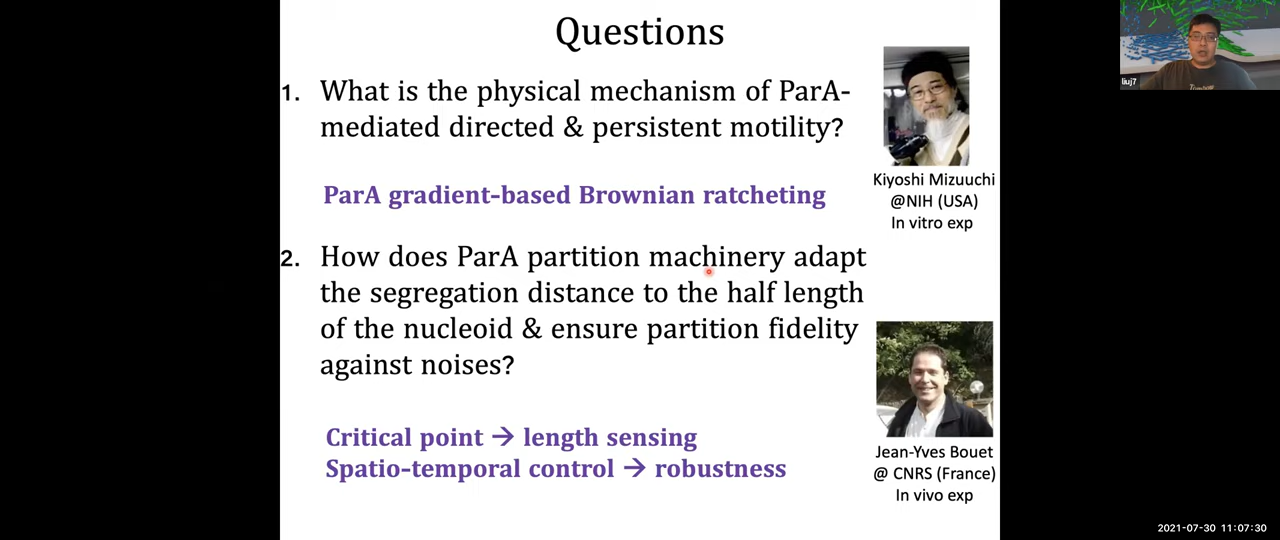 Questions
1. What is the physical mechanism of ParA-
mediated directed & persistent motility?
ParA gradient-based Brownian ratcheting
Kiyoshi Mizuuchi
@NIH (USA)
In vitro exp
2. How does ParA partition machinery adapt
the segregation distance to the half length
of the nucleoid & ensure partition fidelity
against noises?
Critical point → length sensing
Spatio-temporal control → robustness
Jean-Yves Bouet
@ CNRS (France)
In vivo exp
liuj7
2021-07-30 11:07:30